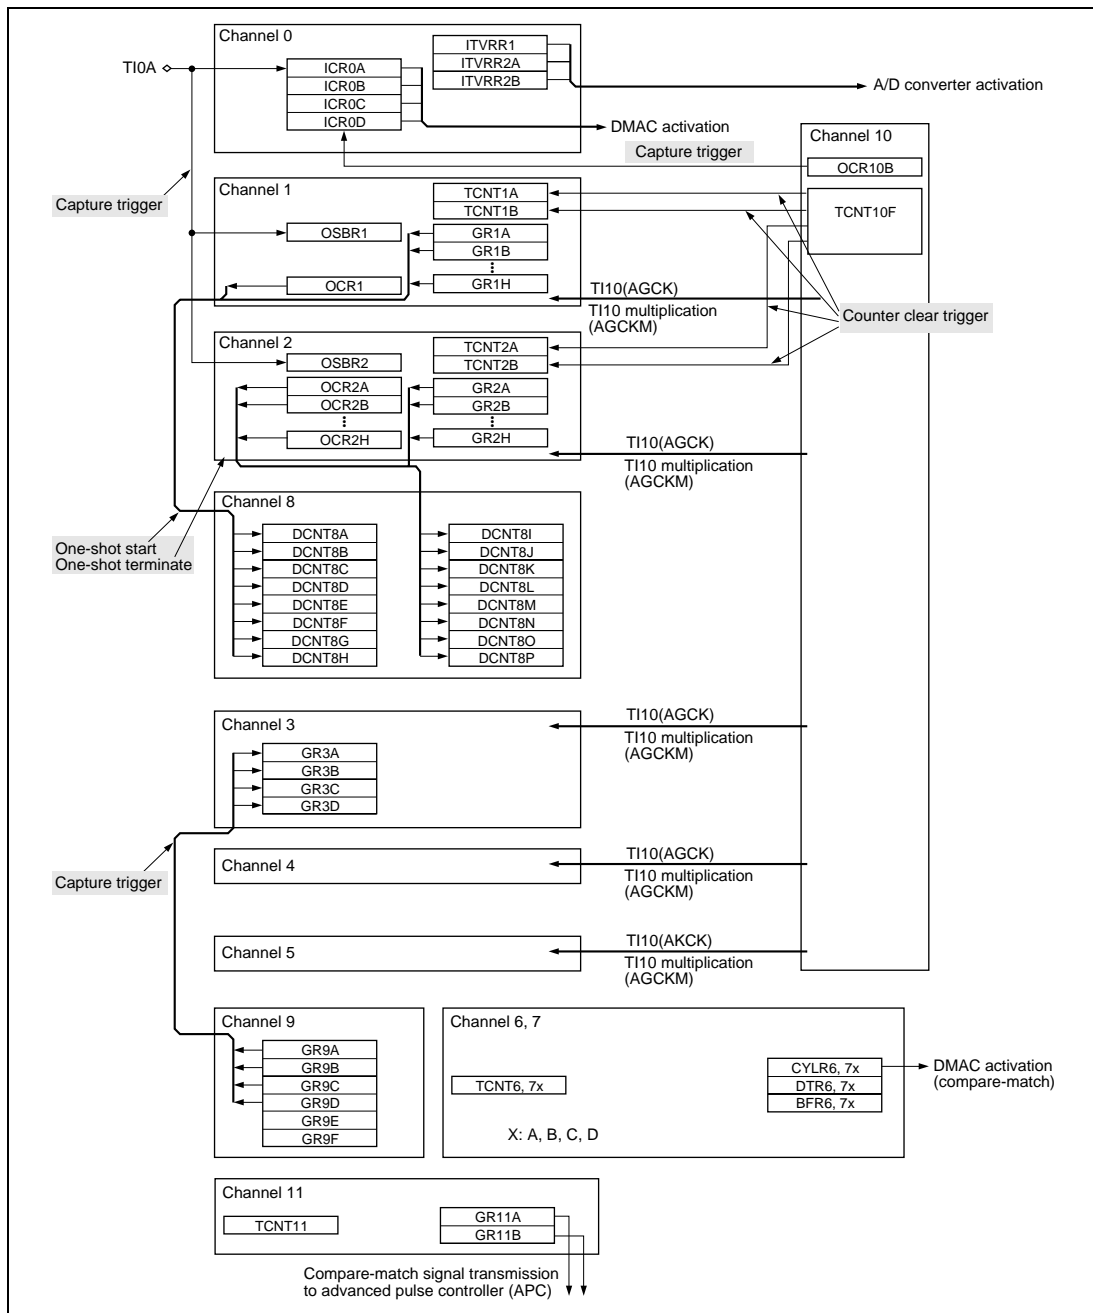 Channel 0
TI0A
ICR0A
ICR0B
ICR0C
ICR0D
ITVRR1
ITVRR2A
ITVRR2B
A/D converter activation
DMAC activation
Capture trigger
Channel 10
OCR10B
TCNT10F
Capture trigger
Channel 1
OSBR1
OCR1
TCNT1A
TCNT1B
GR1A
GR1B
GR1H
TI10(AGCK)
TI10 multiplication
(AGCKM)
Counter clear trigger
Channel 2
OSBR2
OCR2A
OCR2B
OCR2H
TCNT2A
TCNT2B
GR2A
GR2B
GR2H
TI10(AGCK)
TI10 multiplication
(AGCKM)
One-shot start
One-shot terminate
Channel 8
DCNT8A
DCNT8B
DCNT8C
DCNT8D
DCNT8E
DCNT8F
DCNT8G
DCNT8H
DCNT8I
DCNT8J
DCNT8K
DCNT8L
DCNT8M
DCNT8N
DCNT8O
DCNT8P
Channel 3
GR3A
GR3B
GR3C
GR3D
TI10(AGCK)
TI10 multiplication
(AGCKM)
Capture trigger
Channel 4
TI10(AGCK)
TI10 multiplication
(AGCKM)
Channel 5
TI10(AKCK)
TI10 multiplication
(AGCKM)
Channel 9
GR9A
GR9B
GR9C
GR9D
GR9E
GR9F
Channel 6, 7
TCNT6, 7x
CYLR6, 7x
DTR6, 7x
BFR6, 7x
X: A, B, C, D
DMAC activation
(compare-match)
Channel 11
TCNT11
GR11A
GR11B
Compare-match signal transmission
to advanced pulse controller (APC)